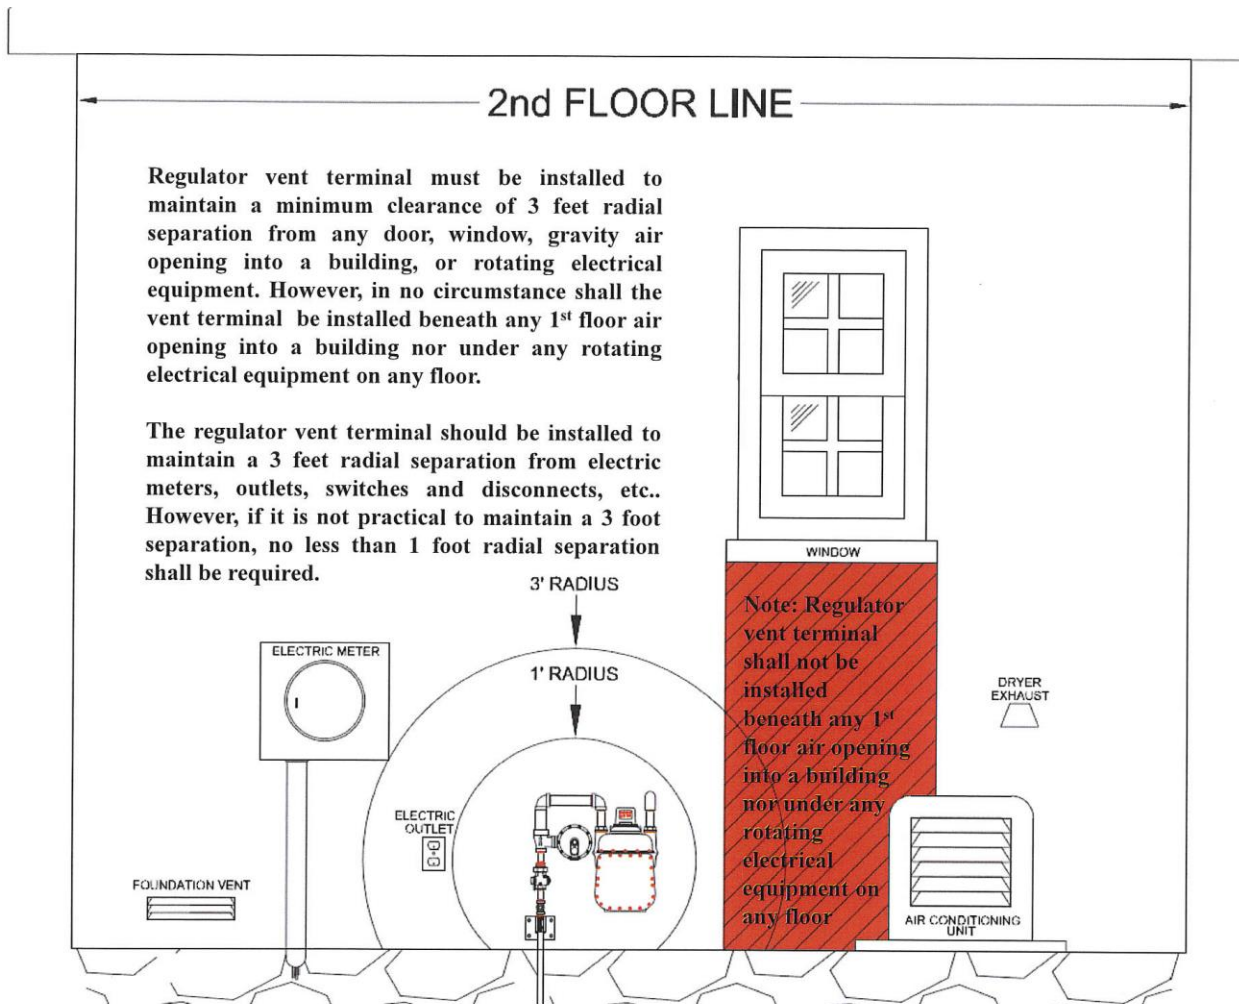 2nd FLOOR LINE
Regulator vent terminal must be installed to
maintain a minimum clearance of 3 feet radial
separation from any door, window, gravity air
opening into a building, or rotating electrical
equipment. However, in no circumstance shall the
vent terminal be installed beneath any 1st floor air
opening into a building nor under any rotating
electrical equipment on any floor.
The regulator vent terminal should be installed to
maintain a 3 feet radial separation from electric
meters, outlets, switches and disconnects, etc..
However, if it is not practical to maintain a 3 foot
separation, no less than 1 foot radial separation
shall be required.
WINDOW
3' RADIUS
1' RADIUS
ELECTRIC METER
Note: Regulator
vent terminal
shall not be
installed
beneath any 1st
floor air opening
into a building
nor under any
rotating
electrical
equipment on
any floor
DRYER
EXHAUST
ELECTRIC
OUTLET
FOUNDATION VENT
AIR CONDITIONING
UNIT